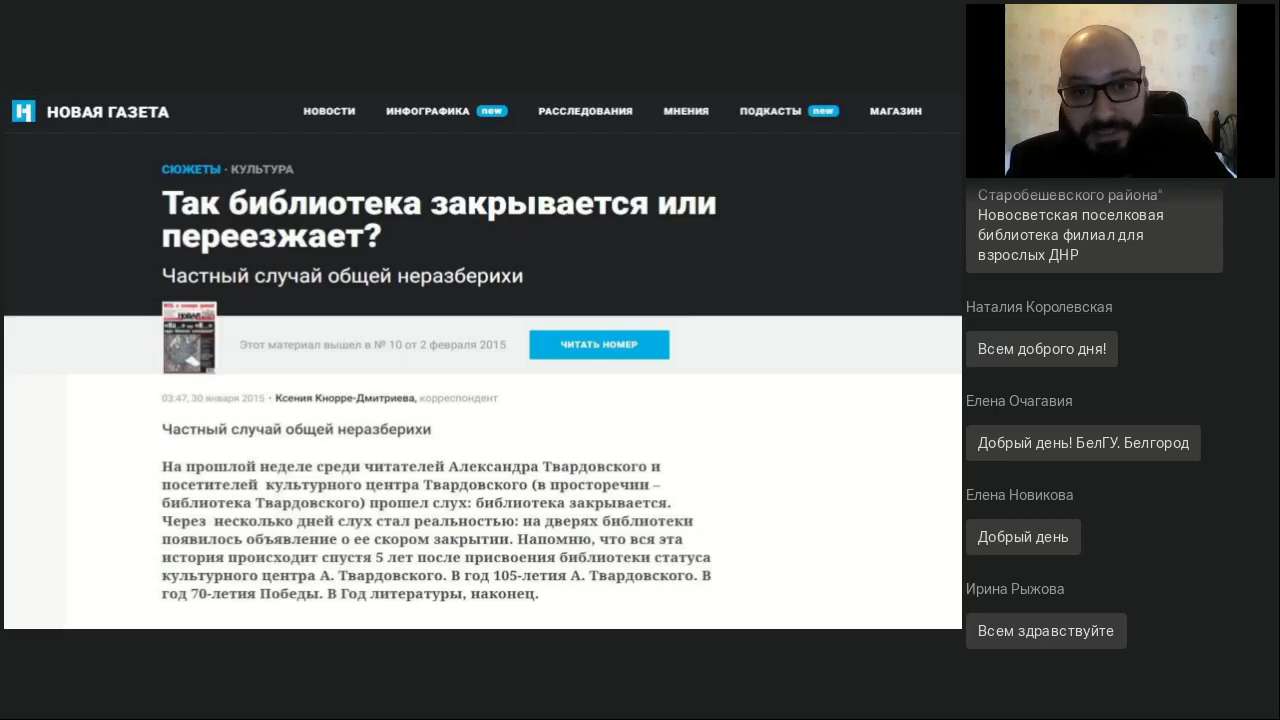 НОВАЯ ГАЗЕТА
НОВОСТИ
ИНФОГРАФИКА new
РАССЛЕДОВАНИЯ
МНЕНИЯ
ПОДКАСТЫ new
МАГАЗИН
СЮЖЕТЫ · КУЛЬТУРА
Так библиотека закрывается или
переезжает?
Частный случай общей неразберихи
Этот материал вышел в № 10 от 2 февраля 2015
ЧИТАТЬ НОМЕР
03:47, 30 января 2015 · Ксения Кнорре-Дмитриева, корреспондент
Частный случай общей неразберихи
На прошлой неделе среди читателей Александра Твардовского и
посетителей культурного центра Твардовского (в просторечии –
библиотека Твардовского) прошел слух: библиотека закрывается.
Через несколько дней слух стал реальностью: на дверях библиотеки
появилось объявление о ее скором закрытии. Напомню, что вся эта
история происходит спустя 5 лет после присвоения библиотеки статуса
культурного центра А. Твардовского. В год 105-летия А. Твардовского. В
год 70-летия Победы. В Год литературы, наконец.
Старобешевского района"
Новосветская поселковая
библиотека филиал для
взрослых ДНР
Наталия Королевская
Всем доброго дня!
Елена Очагавия
Добрый день! БелГУ. Белгород
Елена Новикова
Добрый день
Ирина Рыжова
Всем здравствуйте